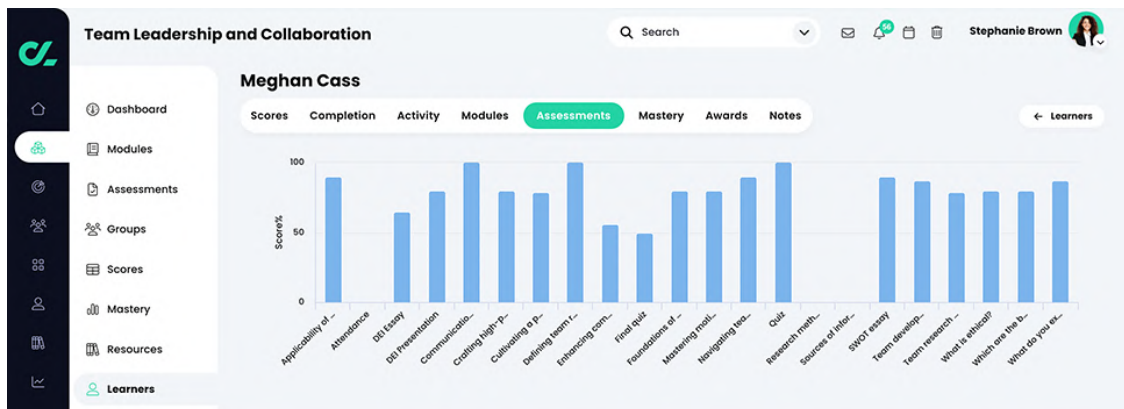 Team Leadership and Collaboration
Search
56
Stephanie Brown
Meghan Cass
Dashboard
Modules
Assessments
Groups
Scores
Mastery
Resources
Learners
Scores Completion Activity Modules Assessments Mastery Awards Notes
← Learners
100
50
0
Score%
Applicability of ...
Attendance
DEI Essay
DEI Presentation
Communicatio...
Crafting high-p...
Cultivating a p...
Defining team r...
Enhancing com...
Final quiz
Foundations of ...
Mastering moti...
Navigating tea...
Quiz
Research meth...
Sources of infor...
SWOT essay
Team develop...
Team research ...
What is ethical?
Which are the b...
What do you ex...